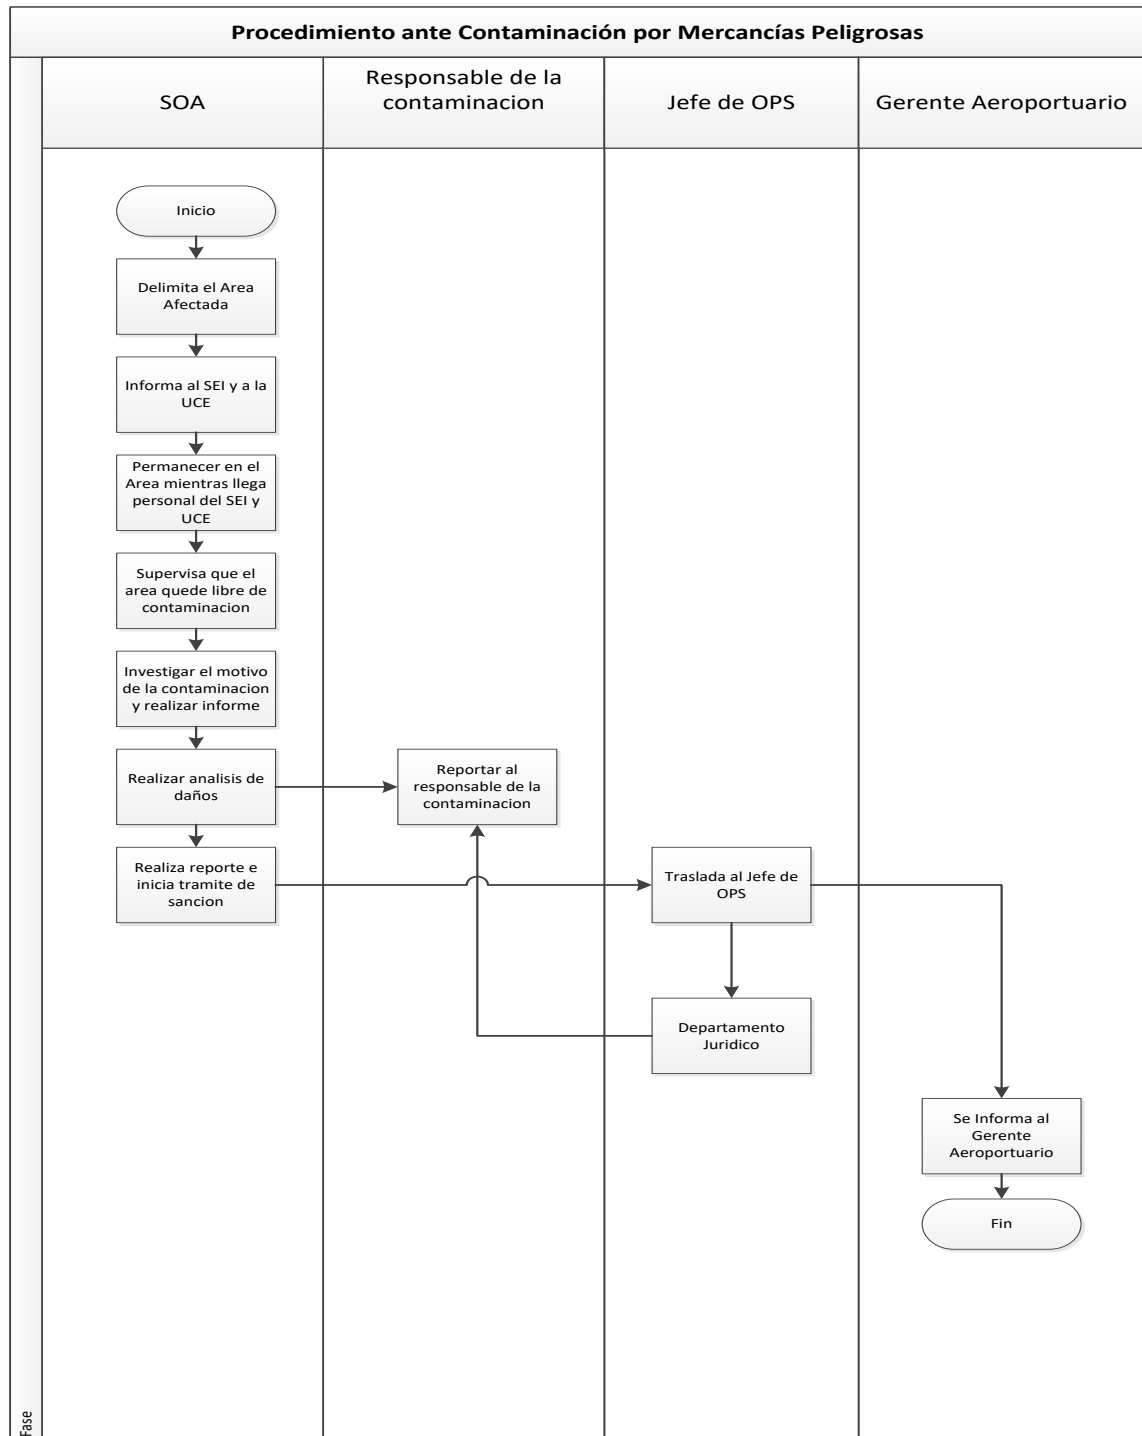 Procedimiento ante Contaminación por Mercancías Peligrosas
SOA
Responsable de la
contaminacion
Jefe de OPS
Gerente Aeroportuario
Inicio
Delimita el Area
Afectada
Informa al SEI y a la
UCE
Permanecer en el
Area mientras llega
personal del SEI y
UCE
Supervisa que el
area quede libre de
contaminacion
Investigar el motivo
de la contaminacion
y realizar informe
Realizar analisis de
daños
Reportar al
responsable de la
contaminacion
Realiza reporte e
inicia tramite de
sancion
Traslada al Jefe de
OPS
Departamento
Juridico
Se Informa al
Gerente
Aeroportuario
Fin
Fase